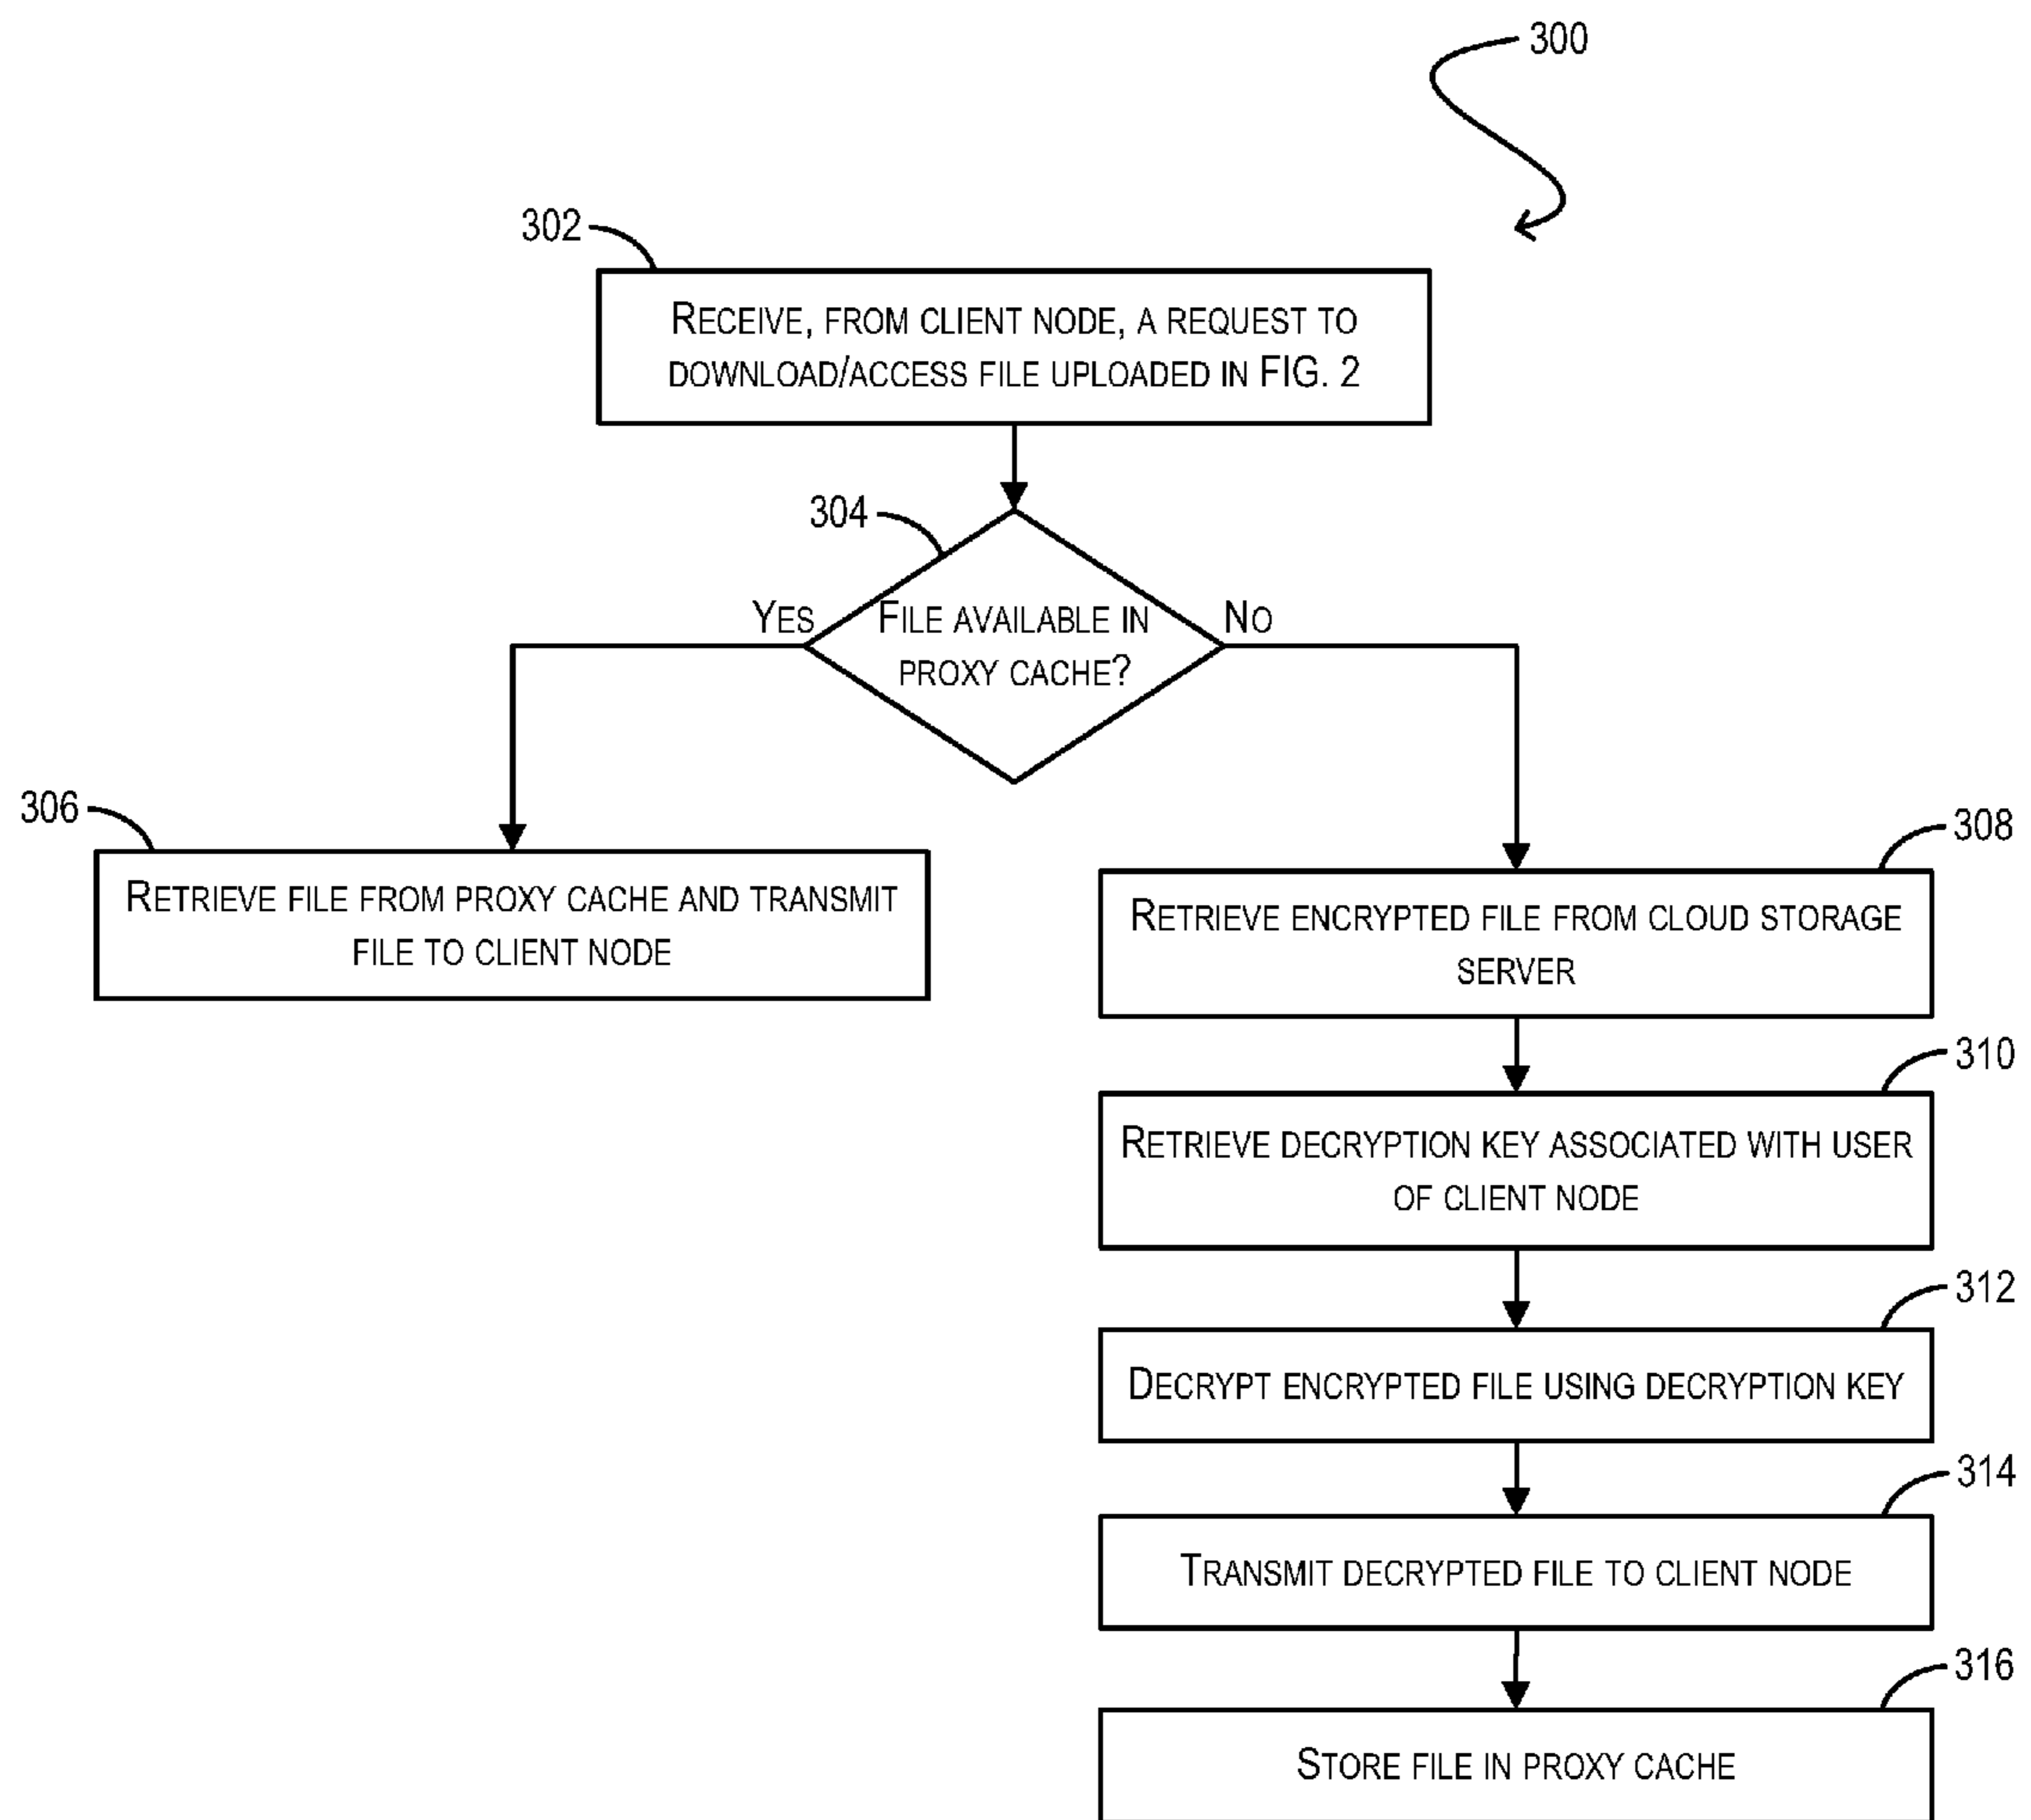 300
302
RECEIVE, FROM CLIENT NODE, A REQUEST TO
DOWNLOAD/ACCESS FILE UPLOADED IN FIG. 2
304
YES
FILE AVAILABLE IN
PROXY CACHE?
NO
306
RETRIEVE FILE FROM PROXY CACHE AND TRANSMIT
FILE TO CLIENT NODE
308
RETRIEVE ENCRYPTED FILE FROM CLOUD STORAGE
SERVER
310
RETRIEVE DECRYPTION KEY ASSOCIATED WITH USER
OF CLIENT NODE
312
DECRYPT ENCRYPTED FILE USING DECRYPTION KEY
314
TRANSMIT DECRYPTED FILE TO CLIENT NODE
316
STORE FILE IN PROXY CACHE